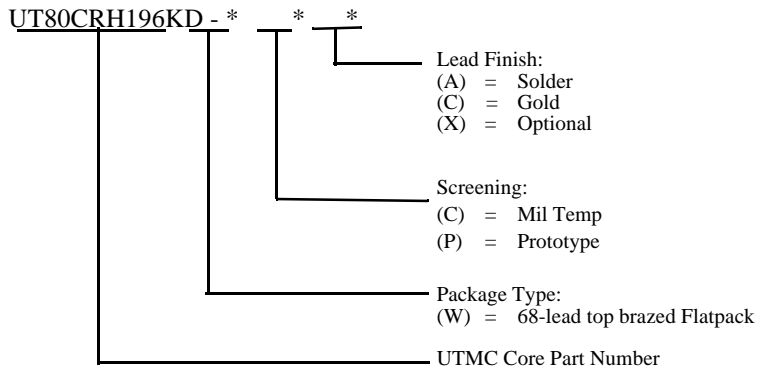 UT80CRH196KD - * * *
Lead Finish:
(A) = Solder
(C) = Gold
(X) = Optional
Screening:
(C) = Mil Temp
(P) = Prototype
Package Type:
(W) = 68-lead top brazed Flatpack
UTMC Core Part Number